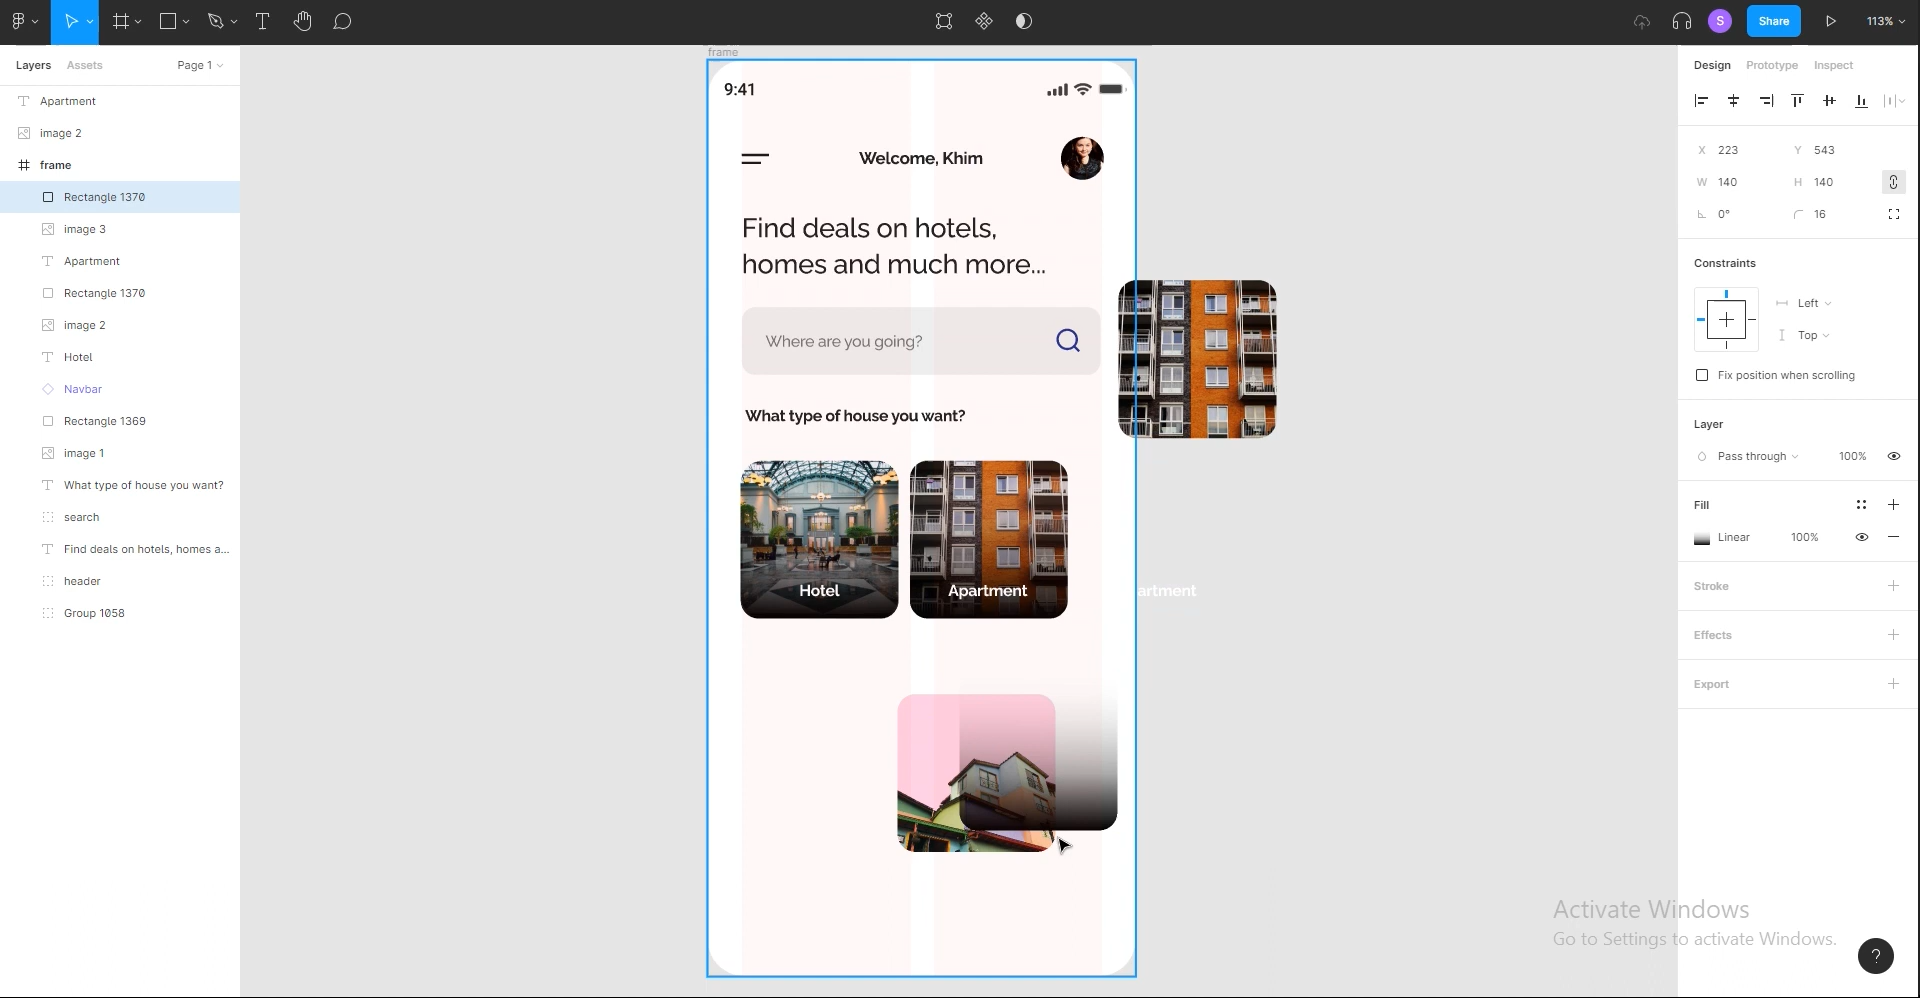 S
Share
113%
Layers
Assets
Page 1
Apartment
image 2
frame
Rectangle 1370
image 3
Apartment
Rectangle 1370
image 2
Hotel
Navbar
Rectangle 1369
image 1
What type of house you want?
search
Find deals on hotels, homes a...
header
Group 1058
frame
9:41
Welcome, Khim
Find deals on hotels,
homes and much more...
Where are you going?
What type of house you want?
Hotel
Apartment
artment
Design
Prototype
Inspect
X 223
Y 543
W 140
H 140
0°
16
Constraints
Left
Top
Fix position when scrolling
Layer
Pass through
100%
Fill
Linear
100%
Stroke
Effects
Export
Activate Windows
Go to Settings to activate Windows.
?